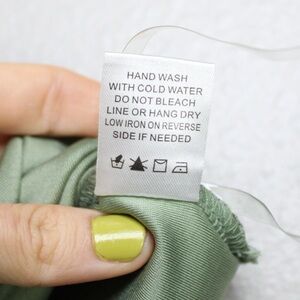 HAND WASH
WITH COLD WATER
DO NOT BLEACH
LINE OR HANG DRY
LOW IRON ON REVERSE
SIDE IF NEEDED